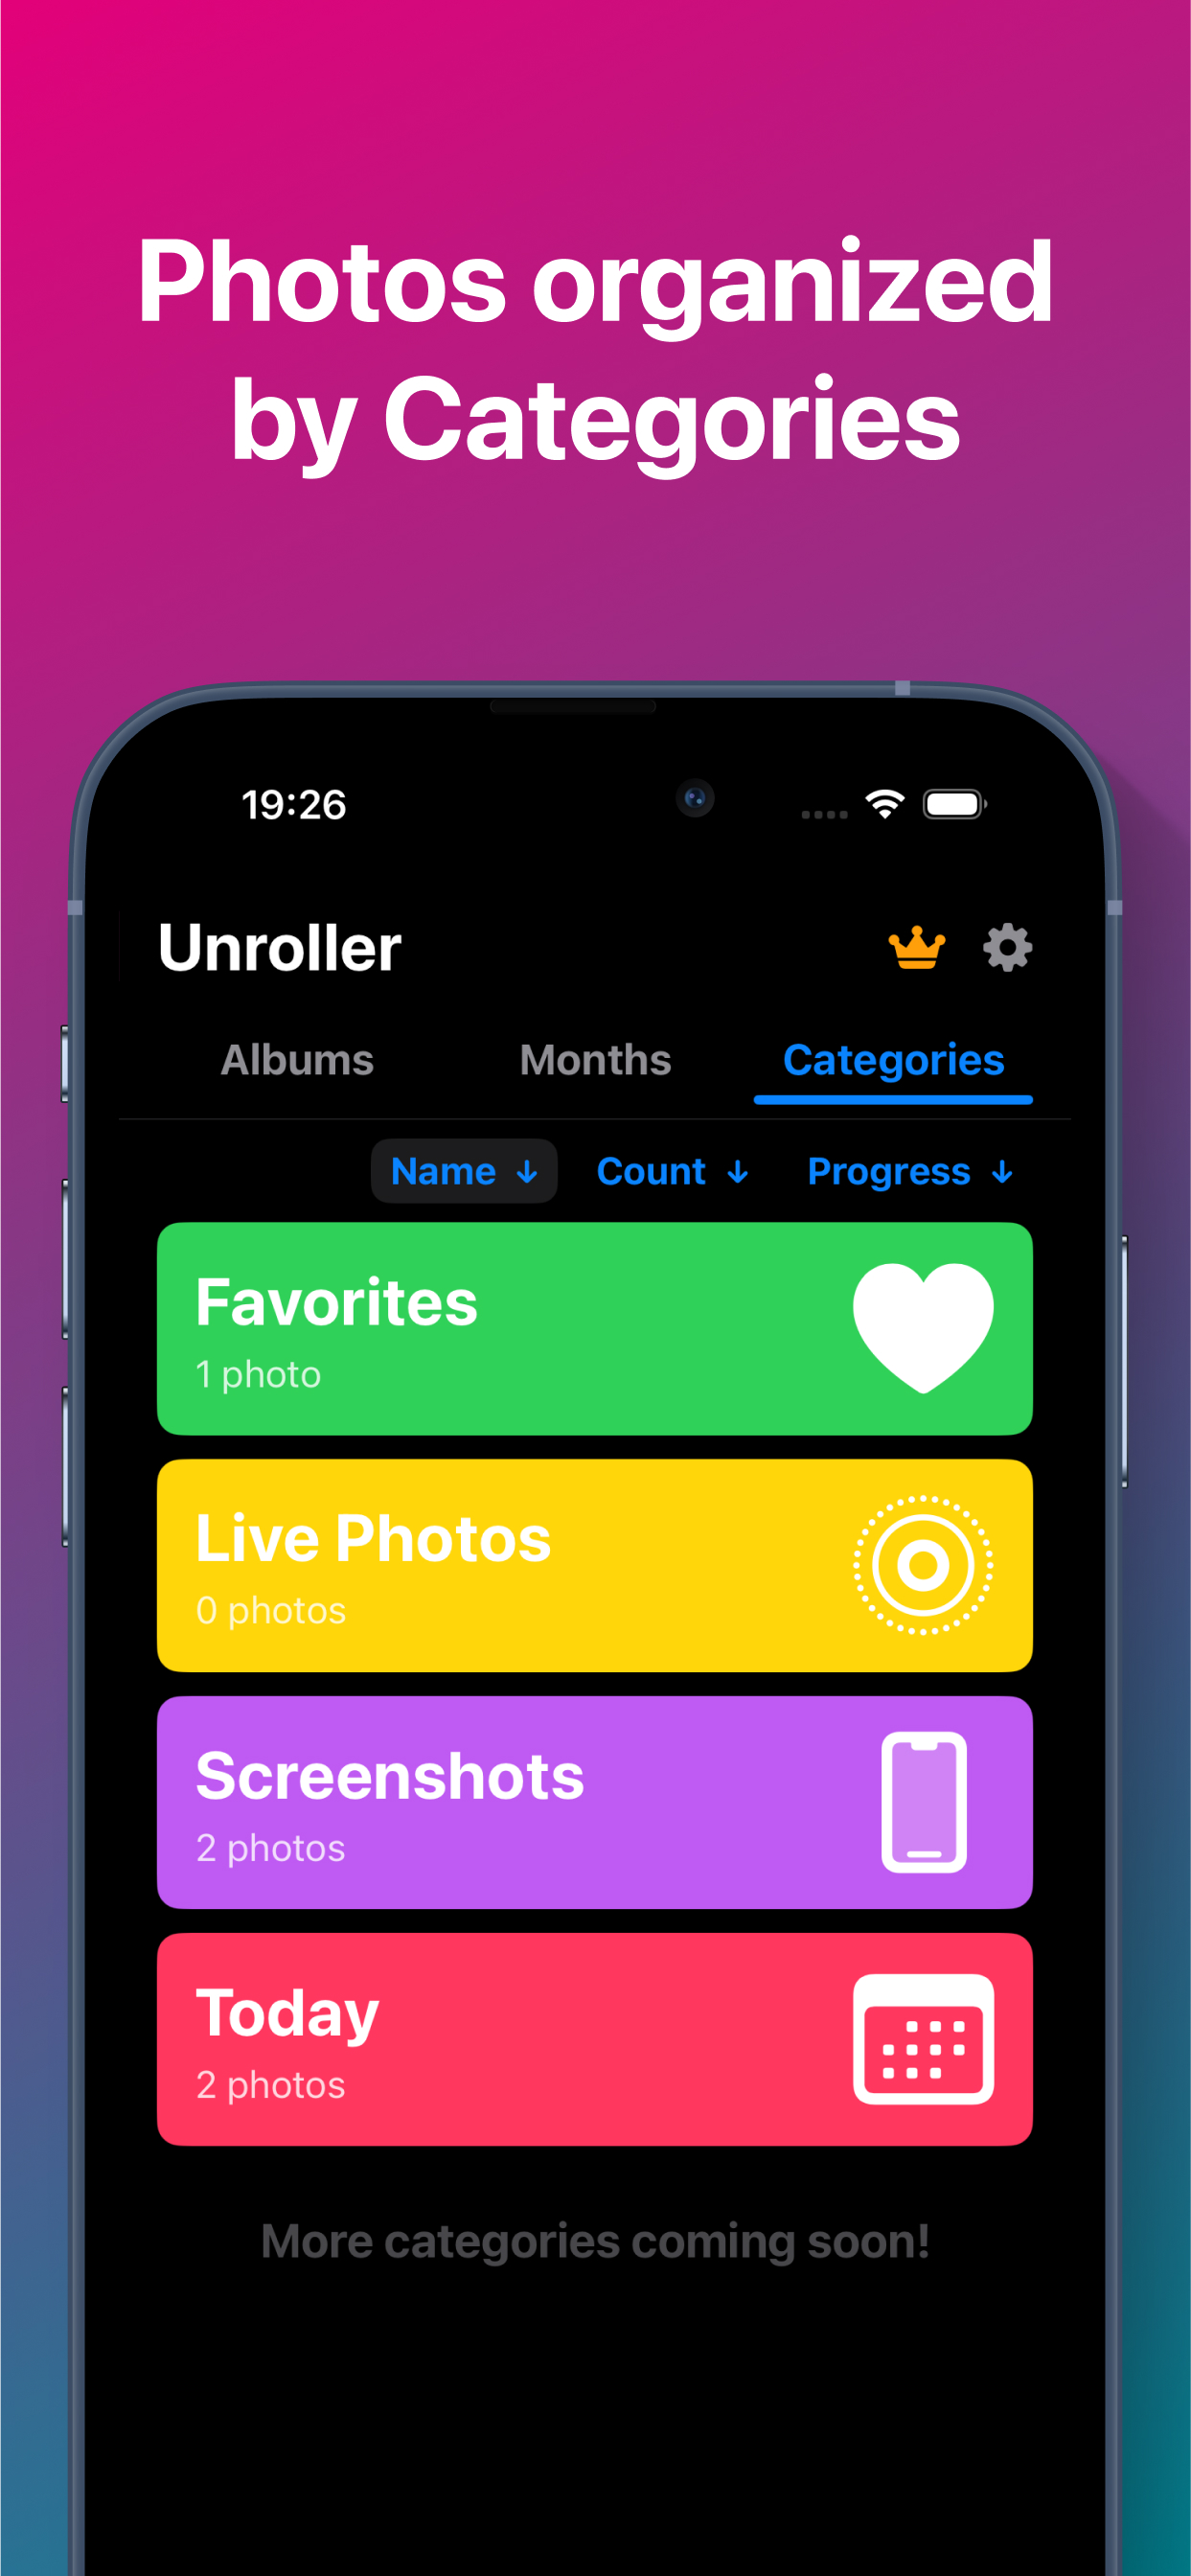 Photos organized
by Categories
19:26
Unroller
Albums Months Categories
Name ↓ Count ↓ Progress ↓
Favorites
1 photo
Live Photos
0 photos
Screenshots
2 photos
Today
2 photos
More categories coming soon!